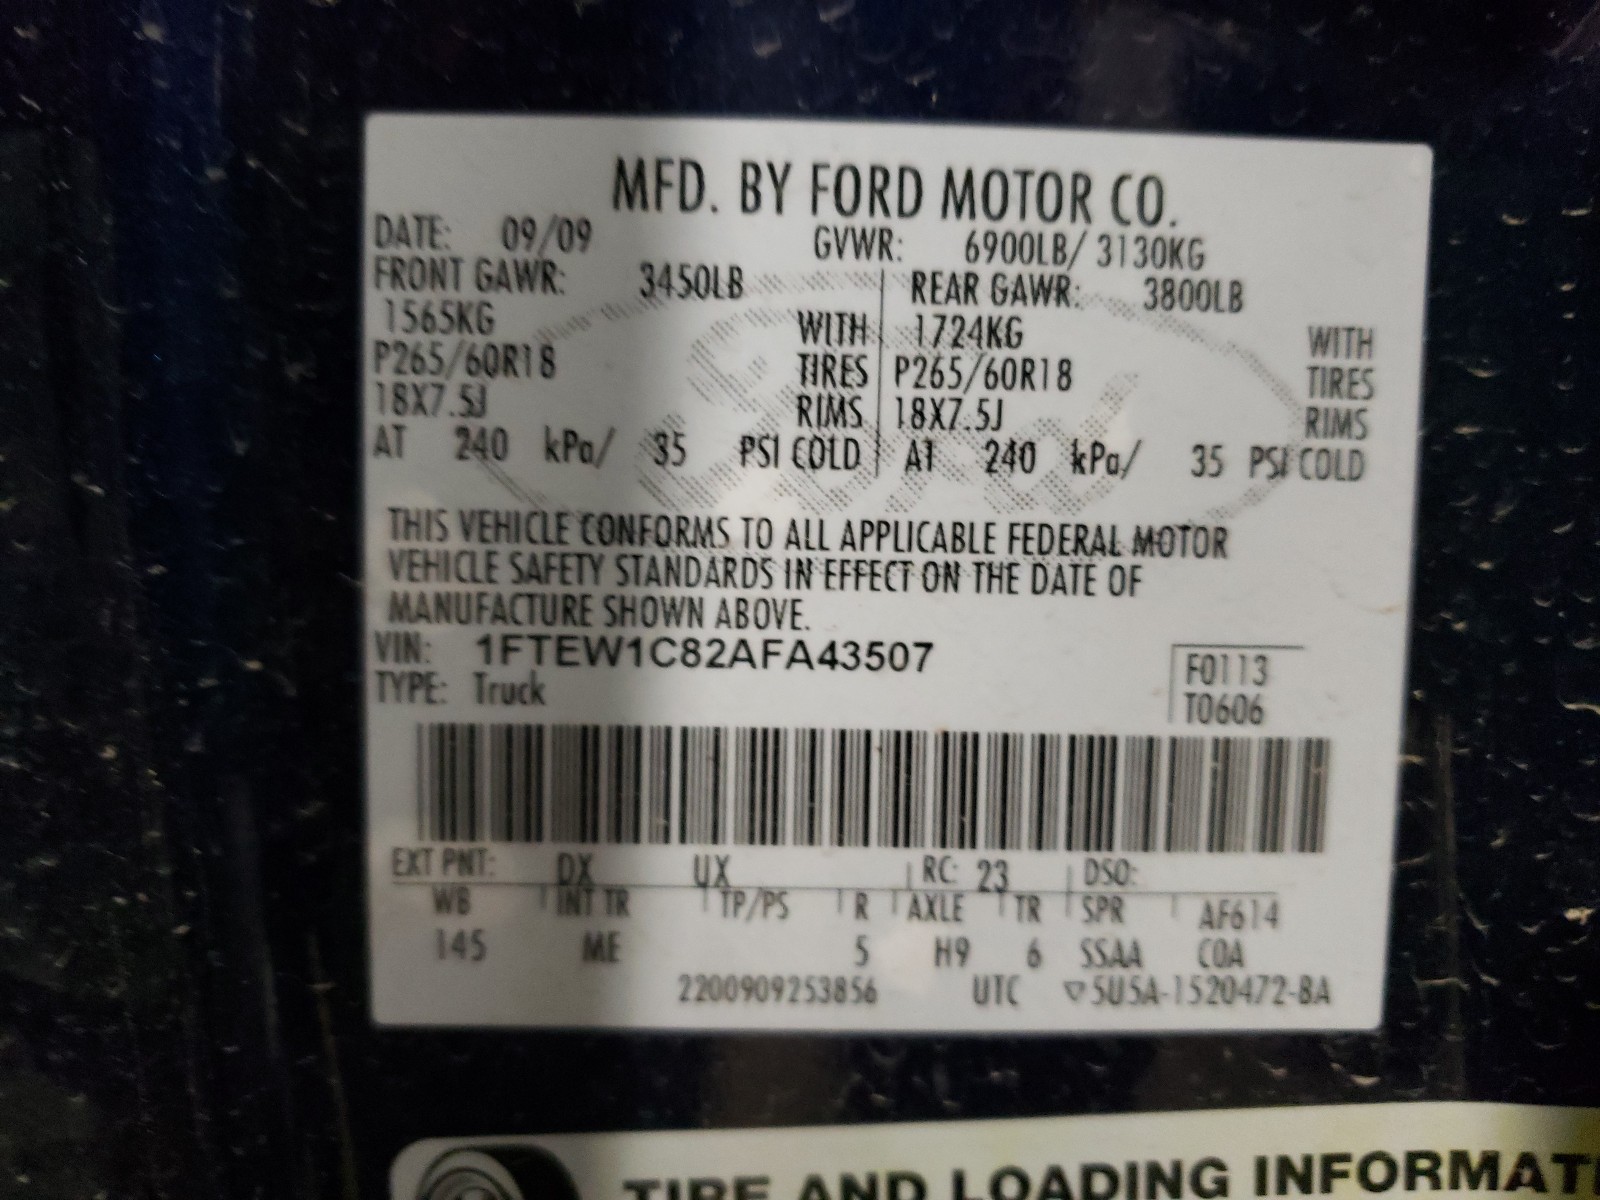 MFD. BY FORD MOTOR CO.
DATE: 09/09 GVWR: 6900LB/ 3130KG
FRONT GAWR: 3450LB REAR GAWR: 3800LB
1565KG WITH 1724KG WITH
P265/60R18 TIRES P265/60R18 TIRES
18X7.5J RIMS 18X7.5J RIMS
AT 240 kPa/ 35 PSI COLD AT 240 kPa/ 35 PSI COLD
Ford
THIS VEHICLE CONFORMS TO ALL APPLICABLE FEDERAL MOTOR
VEHICLE SAFETY STANDARDS IN EFFECT ON THE DATE OF
MANUFACTURE SHOWN ABOVE.
VIN: 1FTEW1C82AFA43507
F0113
TYPE: Truck
T0606
EXT PNT: DX UX RC: 23 DSO:
WB INT TR TP/PS R AXLE TR SPR AF614
145 ME 5 H9 6 SSAA COA
2200909253856 UTC ▽5U5A-1520472-BA
TIRE AND LOADING INFORMAT